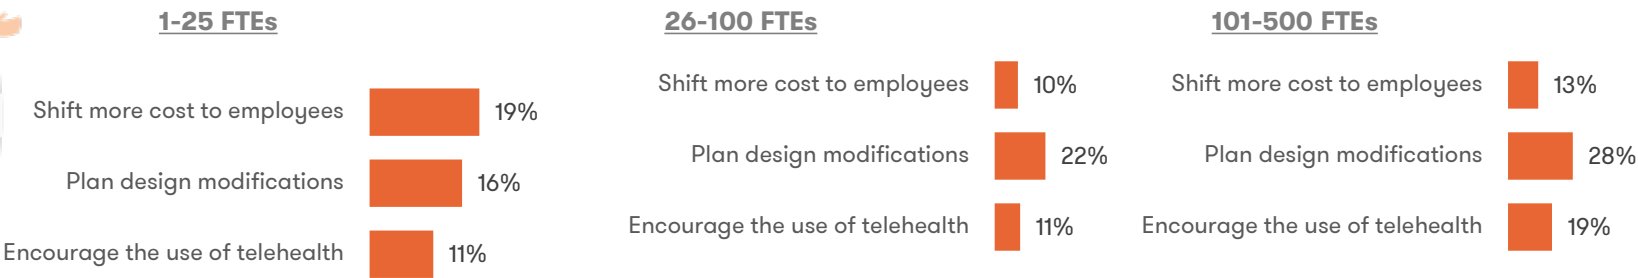 1-25 FTEs
Shift more cost to employees 19%
Plan design modifications 16%
Encourage the use of telehealth 11%
26-100 FTEs
Shift more cost to employees 10%
Plan design modifications 22%
Encourage the use of telehealth 11%
101-500 FTEs
Shift more cost to employees 13%
Plan design modifications 28%
Encourage the use of telehealth 19%